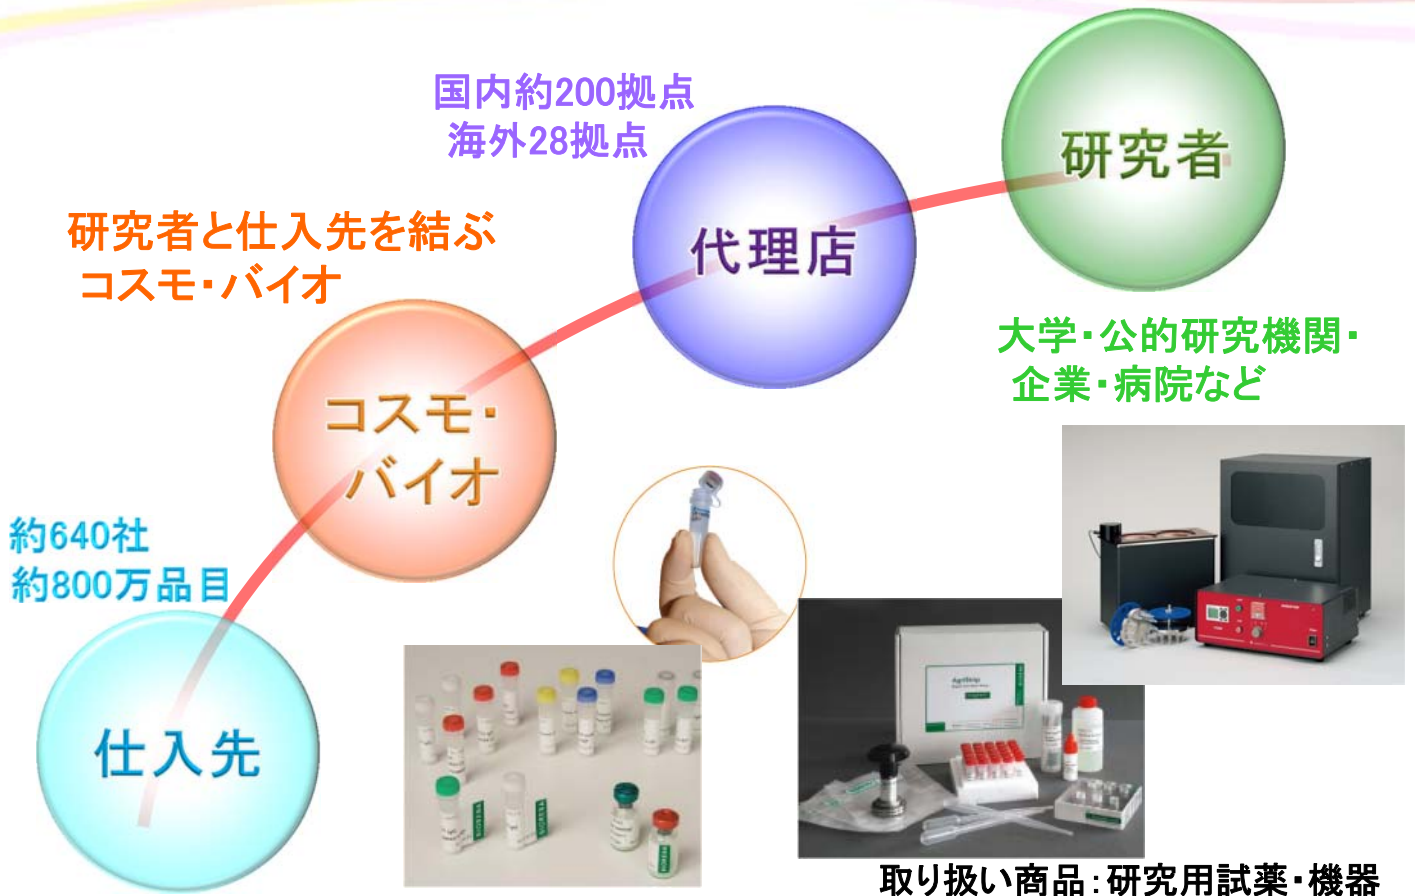 国内約200拠点
海外28拠点
研究者
研究者と仕入先を結ぶ
コスモ・バイオ
代理店
大学・公的研究機関・
企業・病院など
コスモ・
バイオ
約640社
約800万品目
仕入先
AgriStrip
BIOREBA
BIOREBA
取り扱い商品：研究用試薬・機器